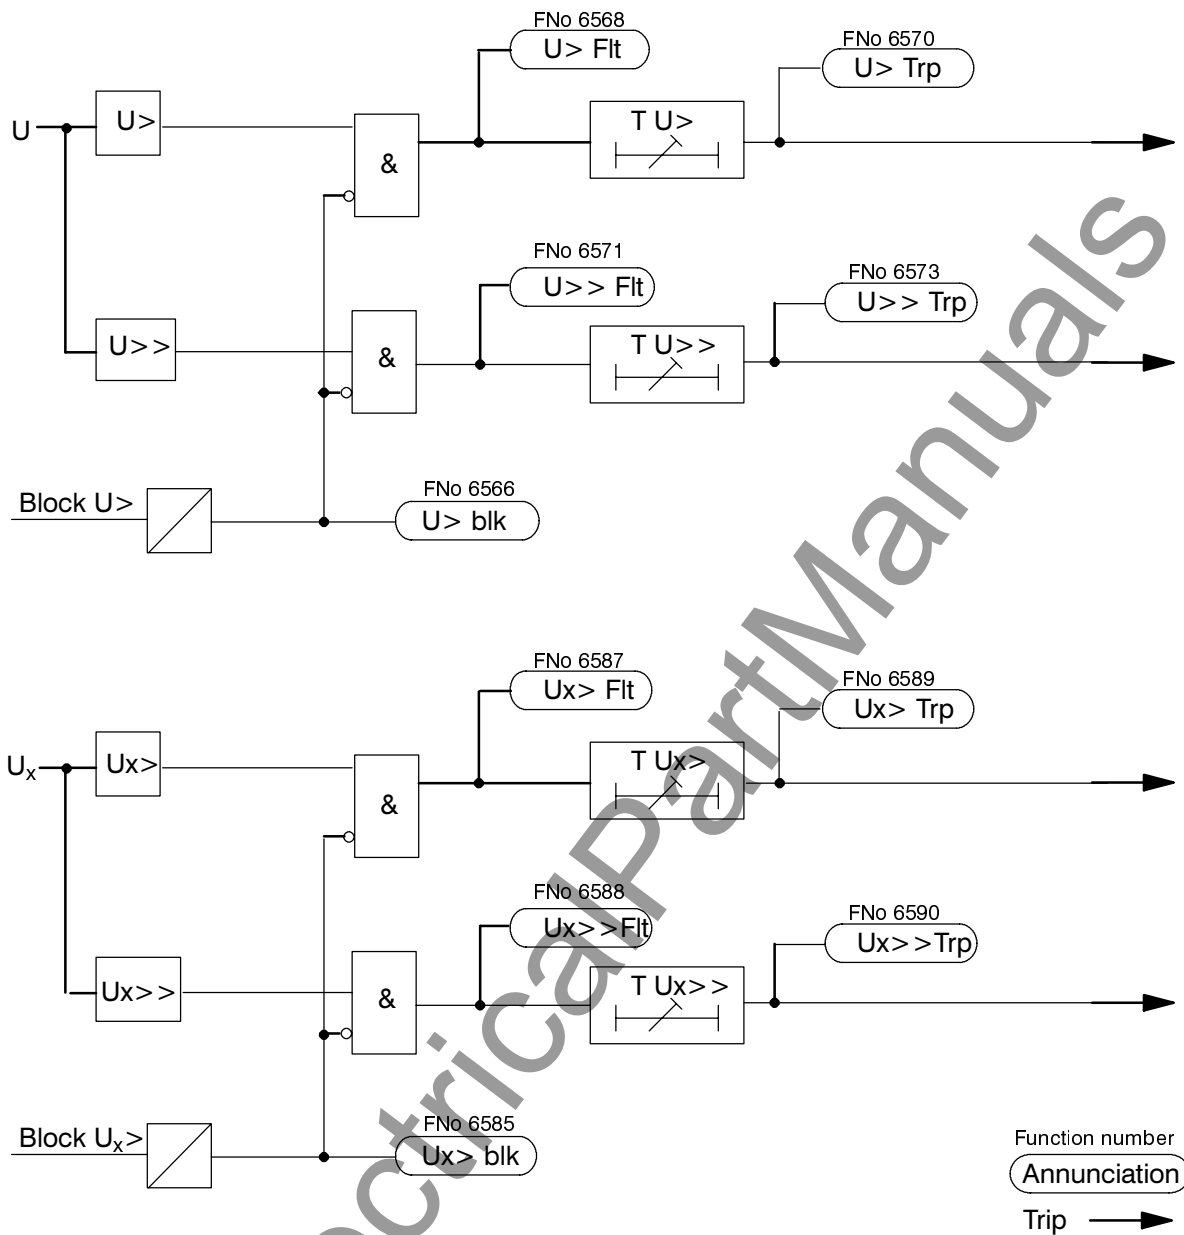 FNo 6568
U> Flt
FNo 6570
U> Trp
U
U>
&
T U>
FNo 6571
U>> Flt
FNo 6573
U>> Trp
U>>
&
T U>>
Block U>
FNo 6566
U> blk
FNo 6587
Ux> Flt
FNo 6589
Ux> Trp
Ux
Ux>
&
T Ux>
FNo 6588
Ux>>Flt
FNo 6590
Ux>>Trp
Ux>>
&
T Ux>>
Block Ux>
FNo 6585
Ux> blk
Function number
Annunciation
Trip
ectricalPartManuals